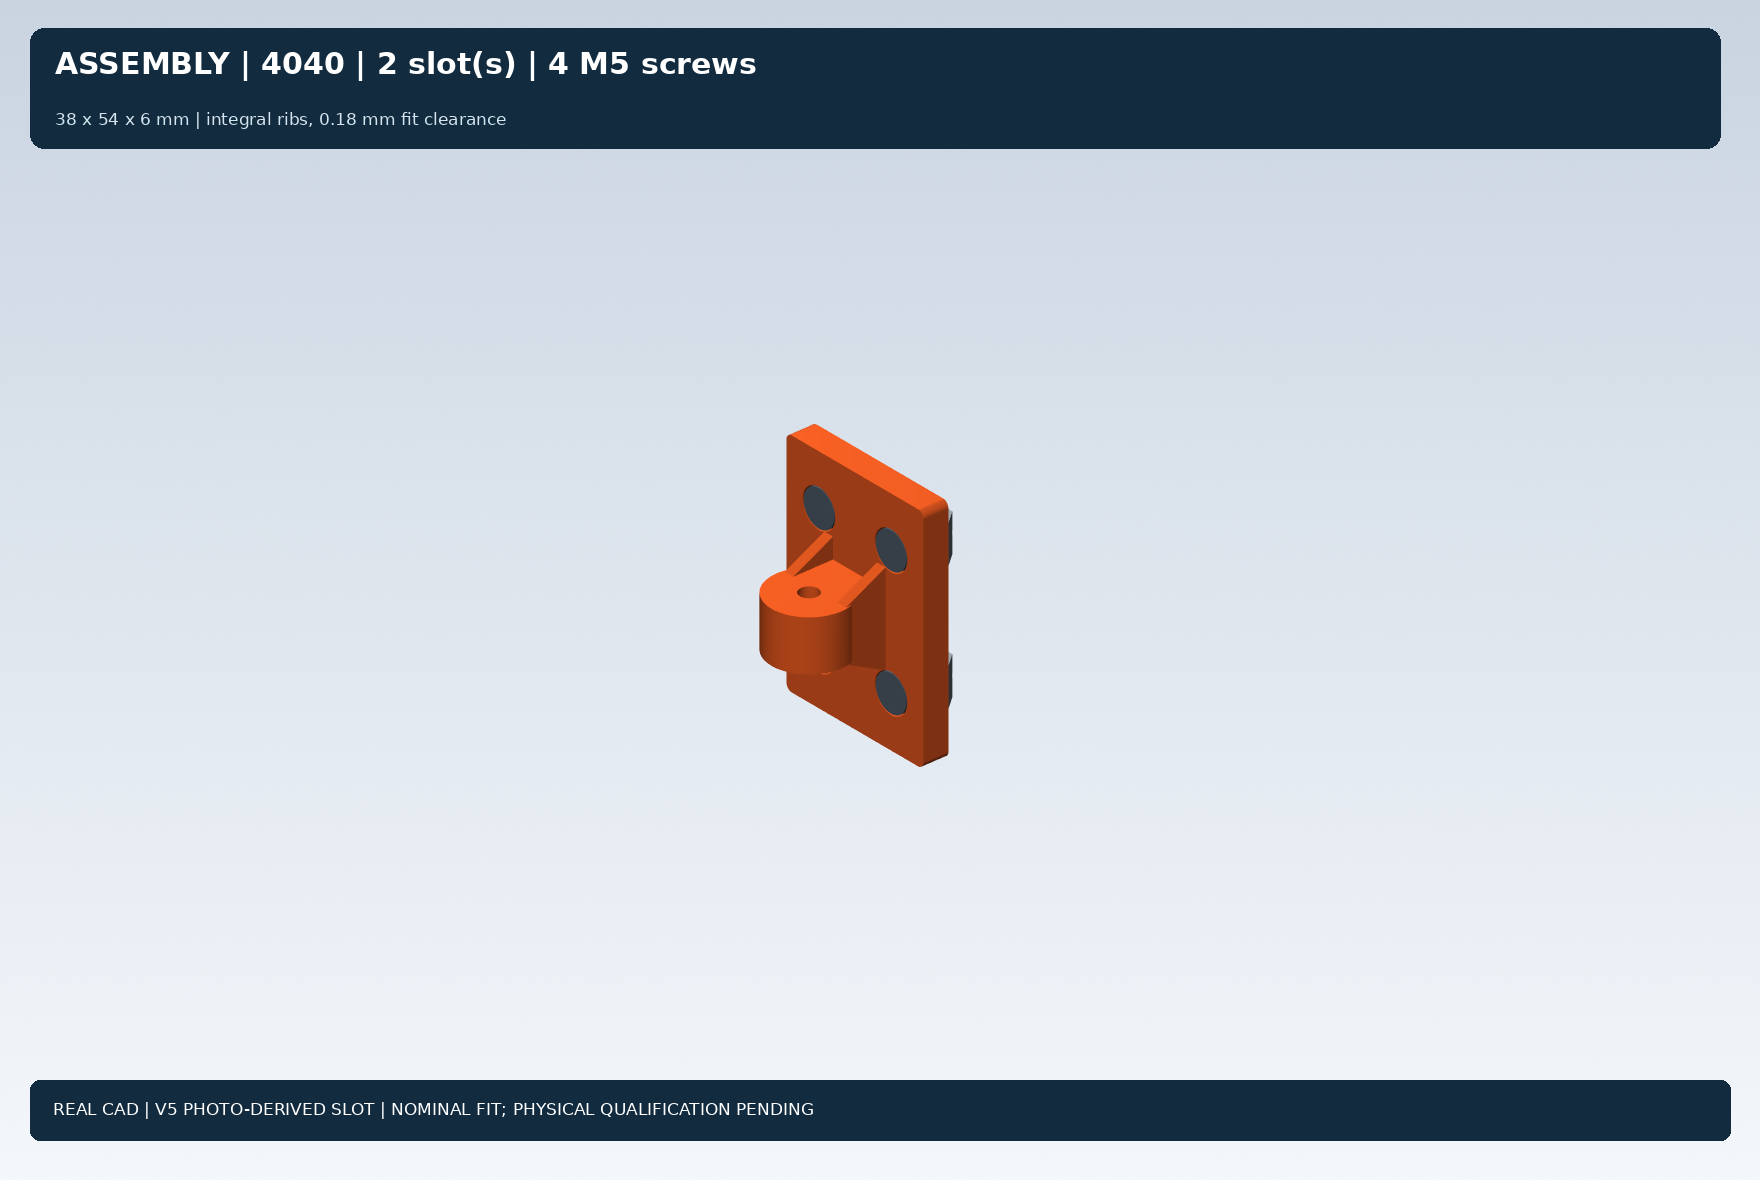 ASSEMBLY | 4040 | 2 slot(s) | 4 M5 screws
38 x 54 x 6 mm | integral ribs, 0.18 mm fit clearance
REAL CAD | V5 PHOTO-DERIVED SLOT | NOMINAL FIT; PHYSICAL QUALIFICATION PENDING